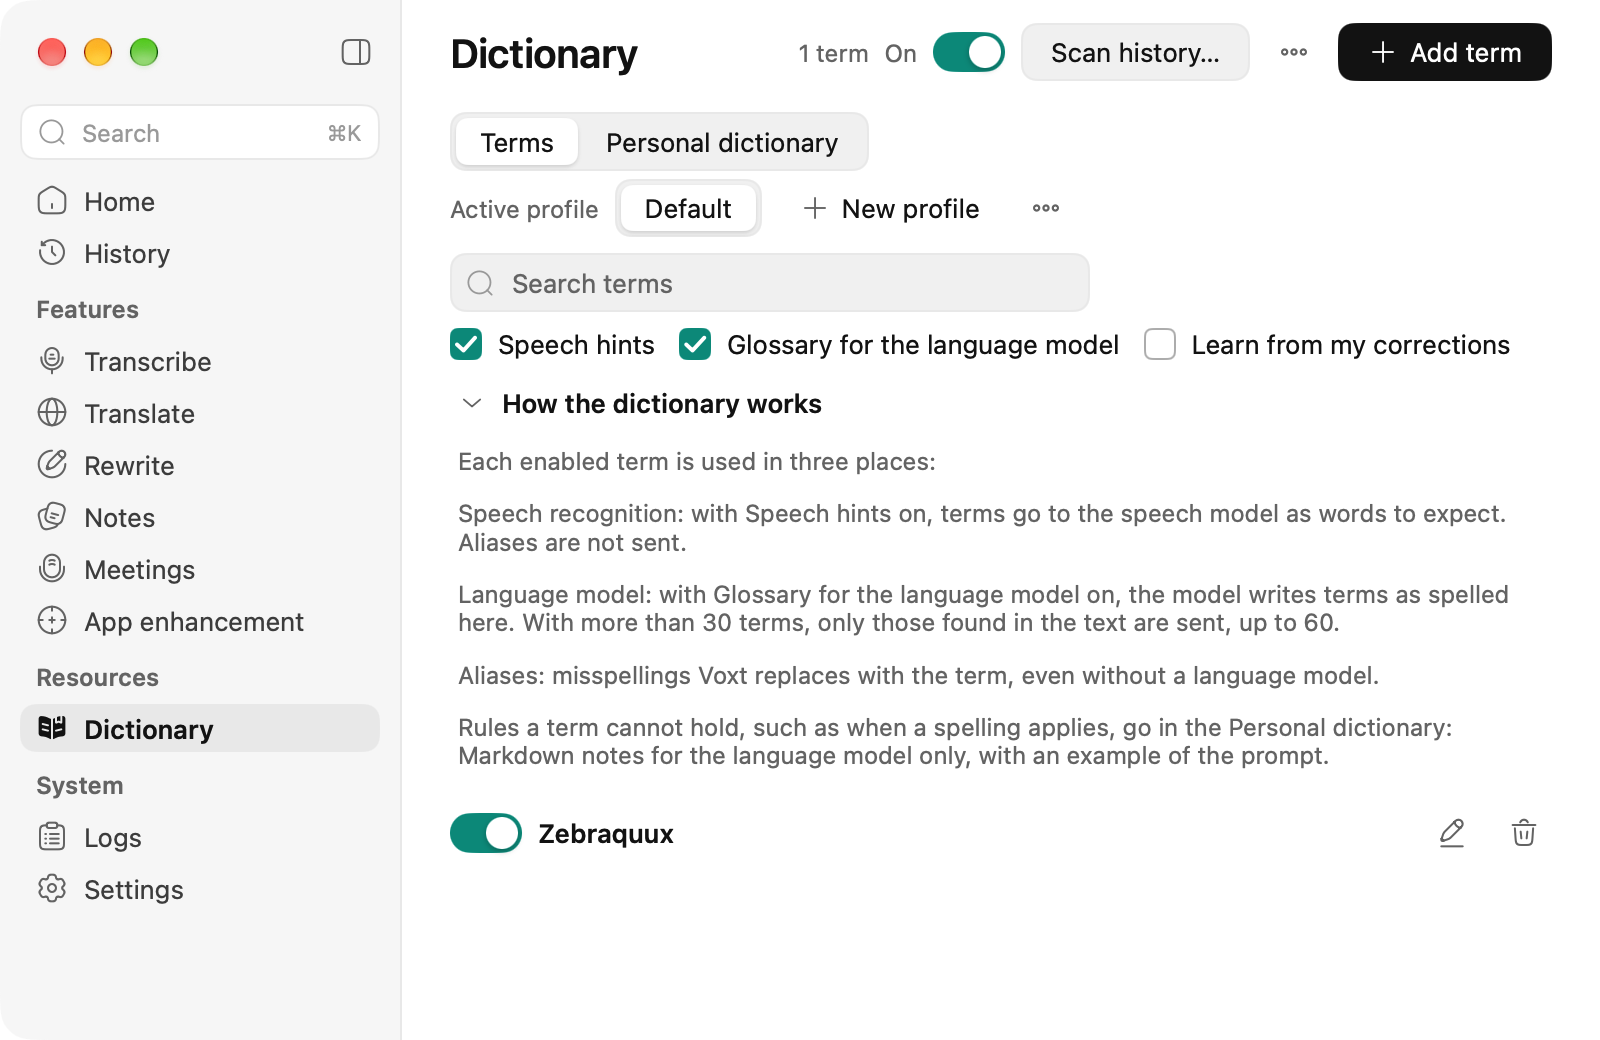 Search ⌘K
Home
History
Features
Transcribe
Translate
Rewrite
Notes
Meetings
App enhancement
Resources
Dictionary
System
Logs
Settings
Dictionary 1 term On Scan history... Add term
Terms Personal dictionary
Active profile Default New profile
Search terms
Speech hints Glossary for the language model Learn from my corrections
How the dictionary works
Each enabled term is used in three places:
Speech recognition: with Speech hints on, terms go to the speech model as words to expect.
Aliases are not sent.
Language model: with Glossary for the language model on, the model writes terms as spelled
here. With more than 30 terms, only those found in the text are sent, up to 60.
Aliases: misspellings Voxt replaces with the term, even without a language model.
Rules a term cannot hold, such as when a spelling applies, go in the Personal dictionary:
Markdown notes for the language model only, with an example of the prompt.
Zebraquux